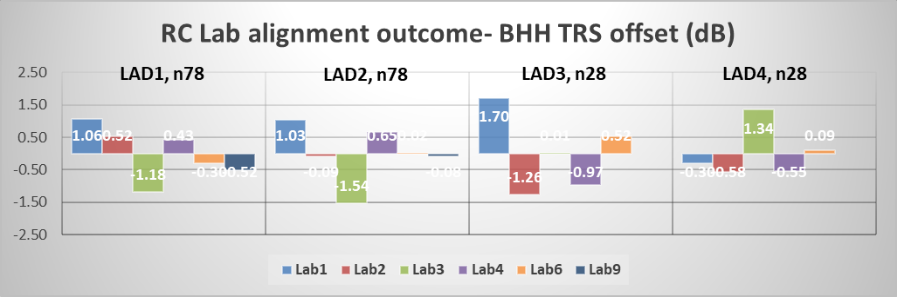 RC Lab alignment outcome- BHH TRS offset (dB)
2.50
1.50
0.50
-0.50
-1.50
-2.50
LAD1, n78
LAD2, n78
LAD3, n28
LAD4, n28
1.06
0.52
-1.18
0.43
-0.30
-0.52
1.03
-0.09
-1.54
0.65
0.02
-0.08
1.70
-1.26
0.01
-0.97
0.52
-0.30
-0.58
1.34
-0.55
0.09
Lab1
Lab2
Lab3
Lab4
Lab6
Lab9